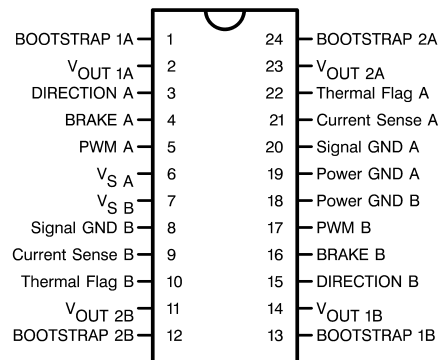 BOOTSTRAP 1A 1 24 BOOTSTRAP 2A
VOUT 1A 2 23 VOUT 2A
DIRECTION A 3 22 Thermal Flag A
BRAKE A 4 21 Current Sense A
PWM A 5 20 Signal GND A
VS A 6 19 Power GND A
VS B 7 18 Power GND B
Signal GND B 8 17 PWM B
Current Sense B 9 16 BRAKE B
Thermal Flag B 10 15 DIRECTION B
VOUT 2B 11 14 VOUT 1B
BOOTSTRAP 2B 12 13 BOOTSTRAP 1B